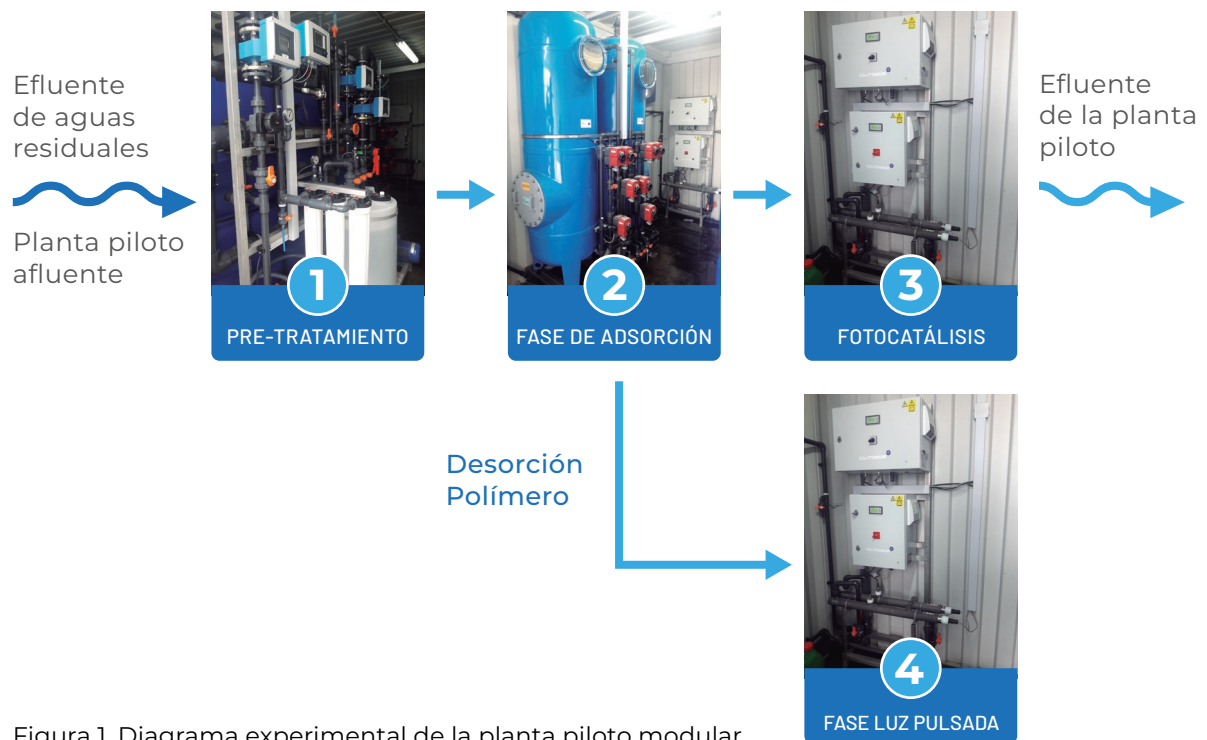 Efluente
de aguas
residuales
Planta piloto
afluente
1
PRE-TRATAMIENTO
2
FASE DE ADSORCIÓN
3
FOTOCATÁLISIS
Efluente
de la planta
piloto
Desorción
Polímero
4
FASE LUZ PULSADA
Figura 1. Diagrama experimental de la planta piloto modular